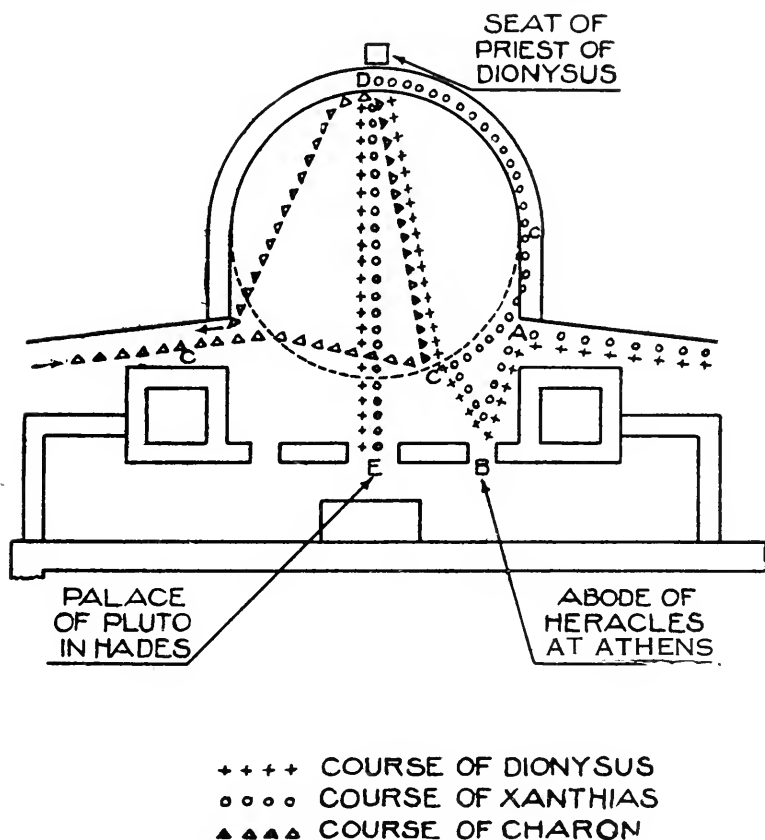 SEAT OF
PRIEST OF
DIONYSUS
D
C
A
C
C
E
B
PALACE
OF PLUTO
IN HADES
ABODE OF
HERACLES
AT ATHENS
COURSE OF DIONYSUS
COURSE OF XANTHIAS
COURSE OF CHARON